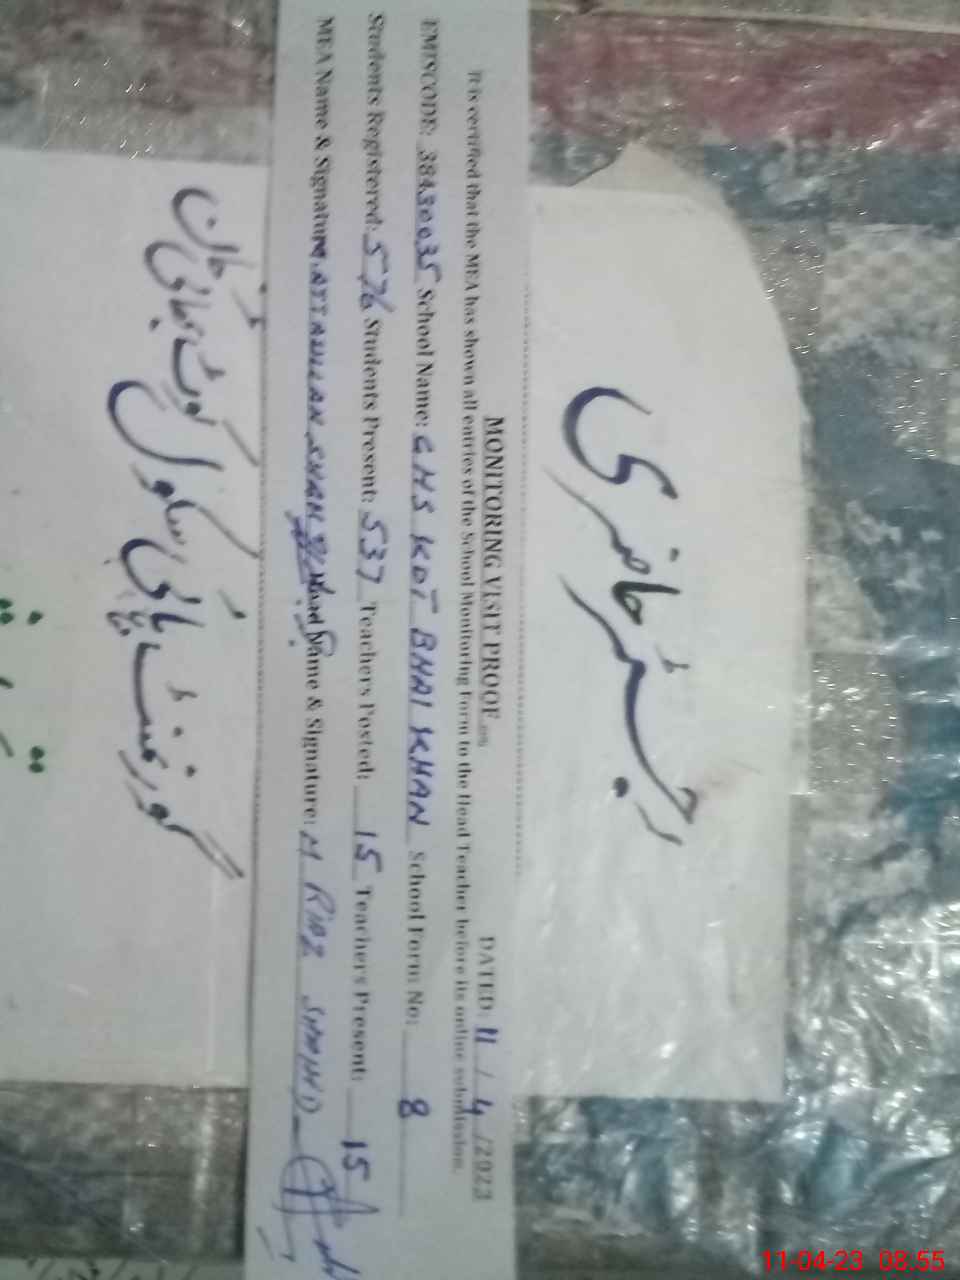 رجسٹر حاضری
MONITORING VISIT PROOF DATED: 11 / 4 /2023
It is certified that the MEA has shown all entries of the School Monitoring Form to the Head Teacher before its online submission.
EMISCODE: 38430035 School Name: GHS KOT BHAI KHAN School Form No: 8
Students Registered: 576 Students Present: 537 Teachers Posted: 15 Teachers Present: 15
MEA Name & Signature: M. ATTAULLAH SHAH Head Name & Signature: M RIAZ SHAHID
گورنمنٹ ہائی سکول کوٹ بھائی خان
11-04-23 08:55